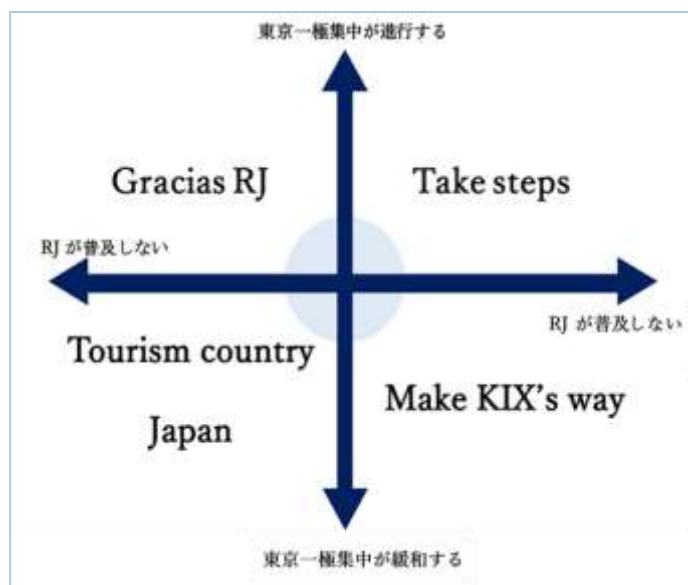 東京一極集中が進行する
Gracias RJ
Take steps
RJ が普及しない
RJ が普及しない
Tourism country
Japan
Make KIX’s way
東京一極集中が緩和する